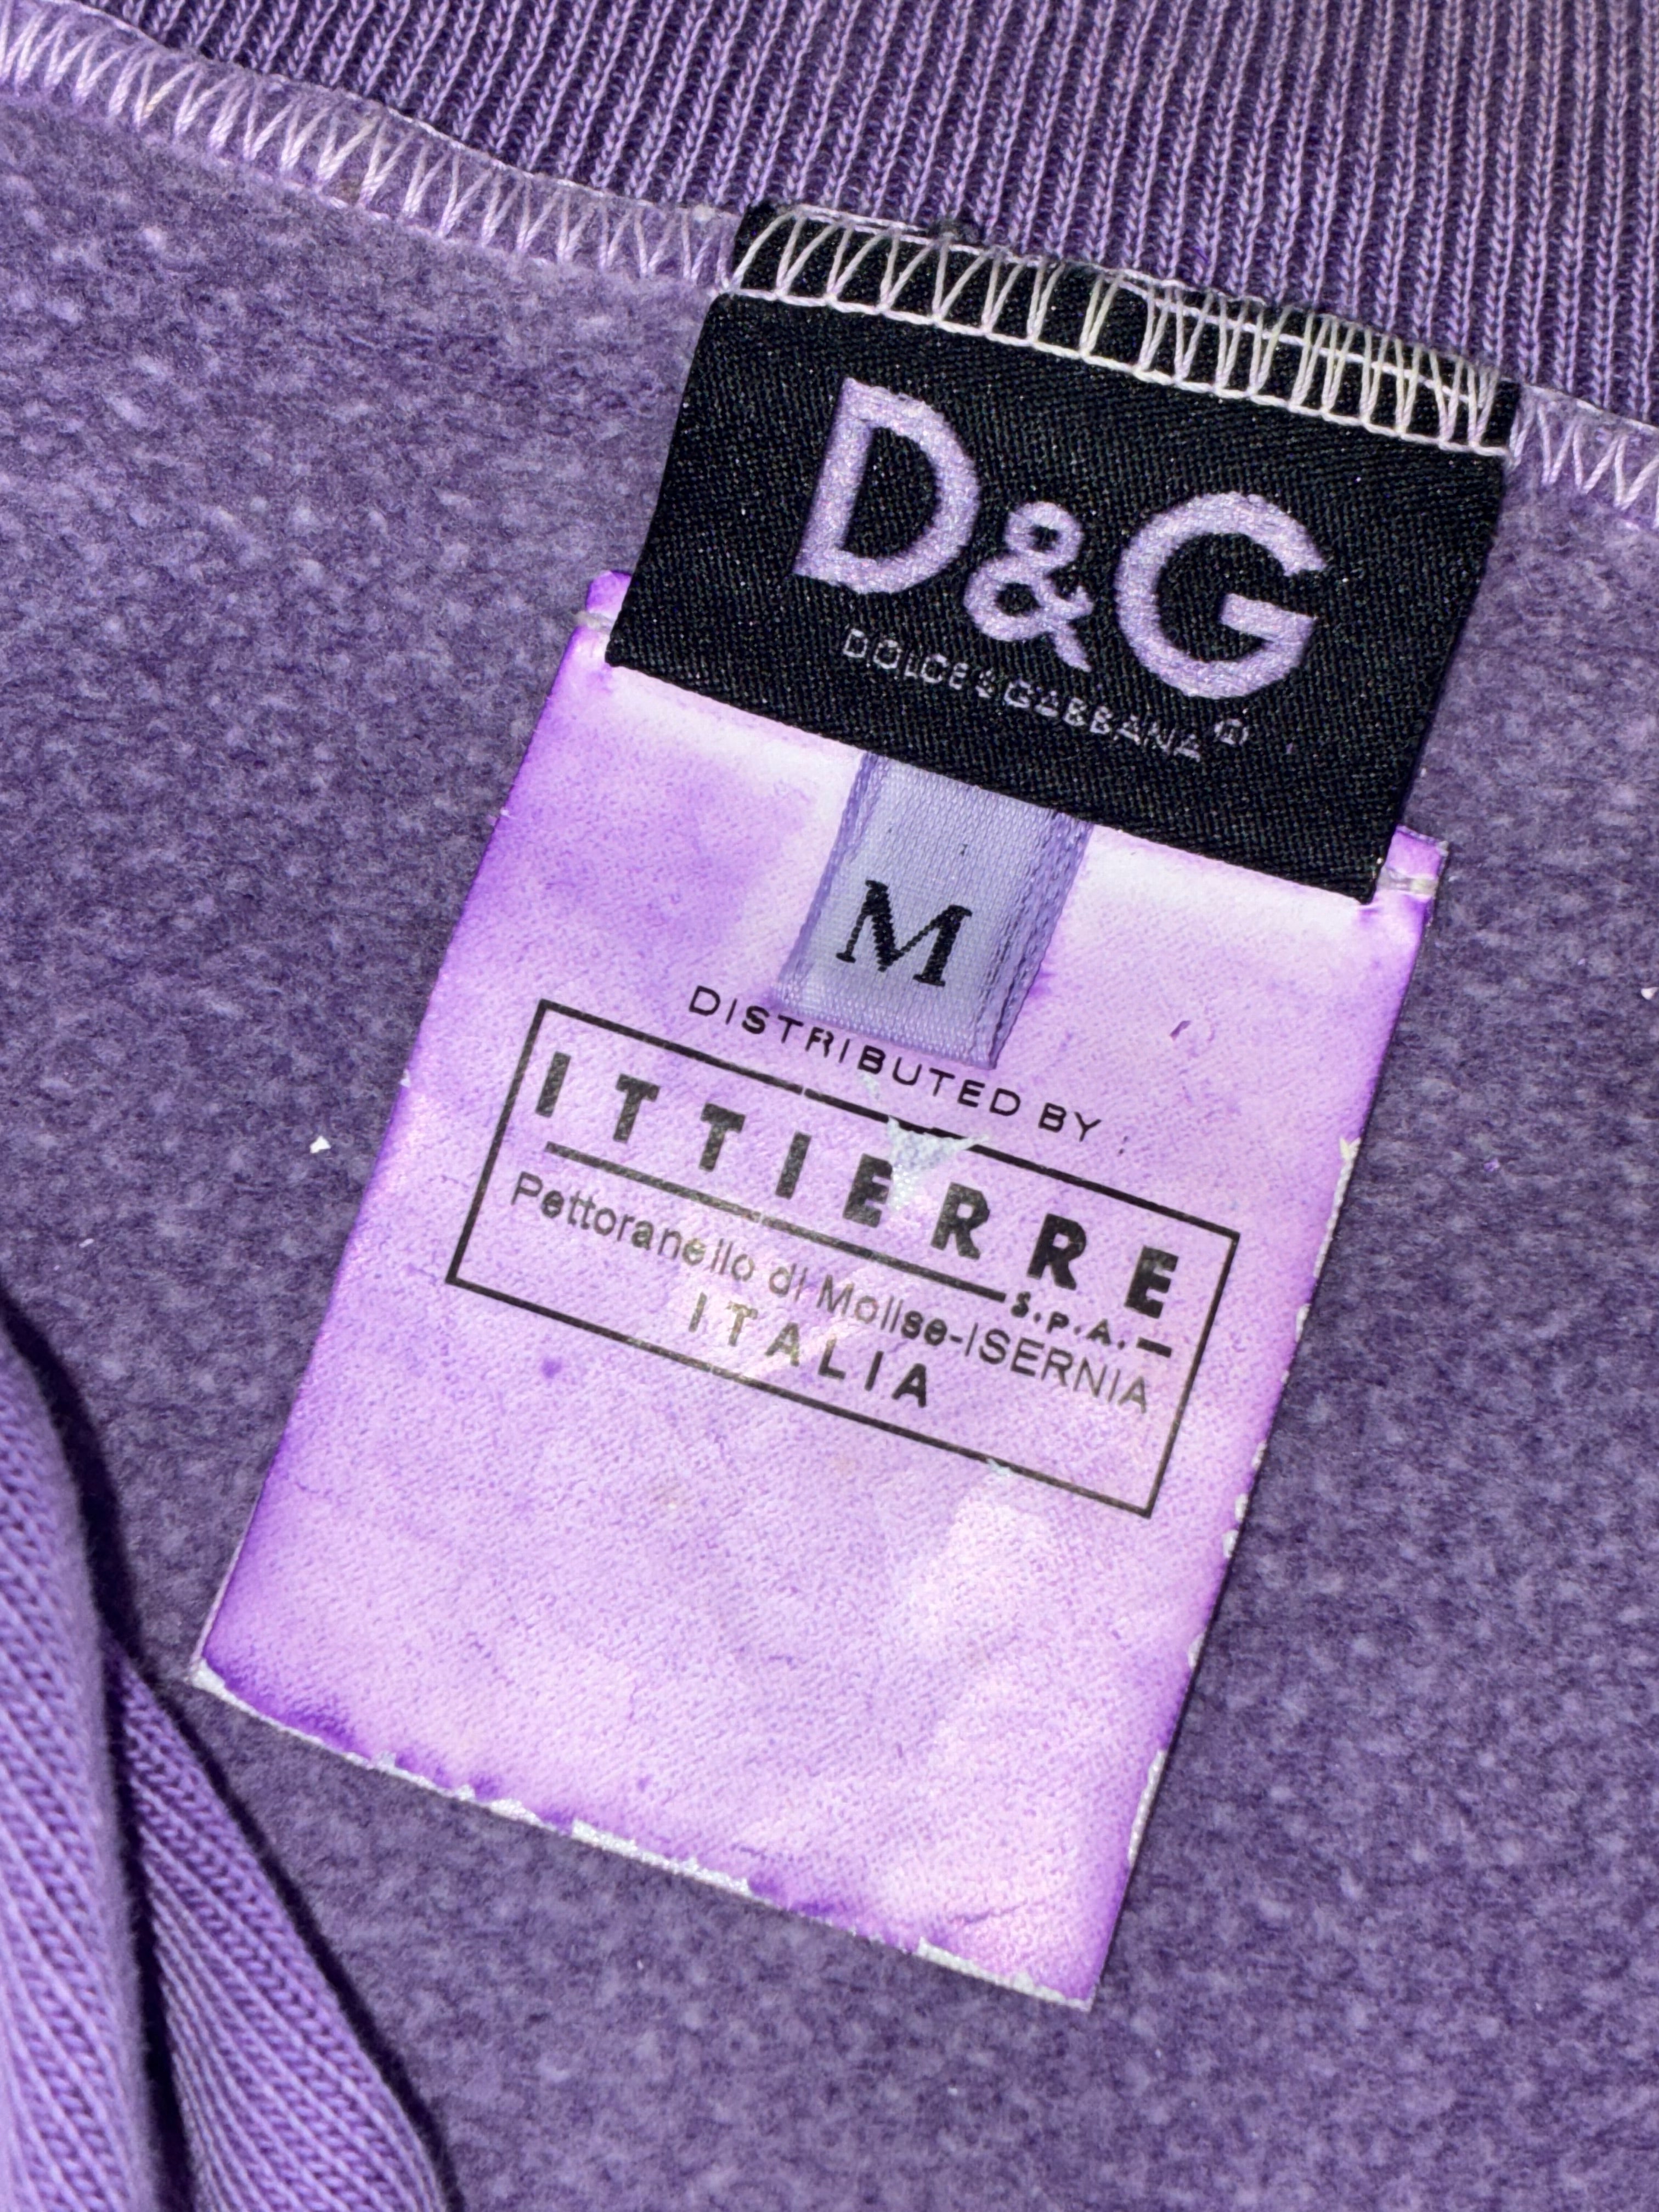 D&G
DOLCE & GABBANA ®
M
DISTRIBUTED BY
ITTIERRE
S.P.A.
Pettoranello di Molise-ISERNIA
ITALIA